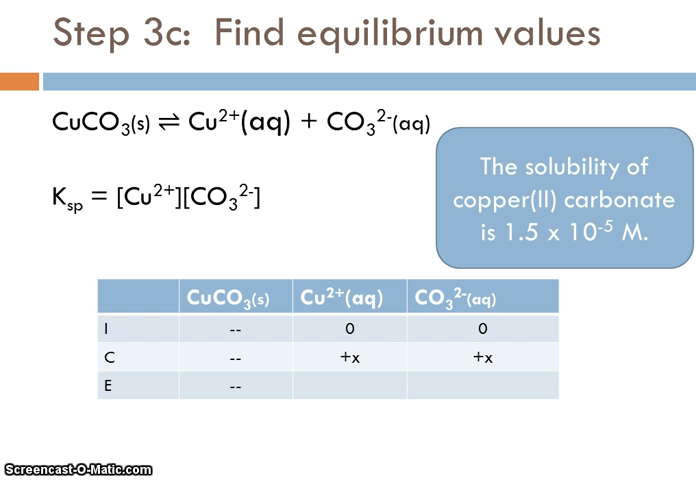 Step 3c: Find equilibrium values
CuCO₃(s) ⇌ Cu²⁺(aq) + CO₃²⁻(aq)
The solubility of
copper(II) carbonate
is 1.5 x 10⁻⁵ M.
Kₛₚ = [Cu²⁺][CO₃²⁻]
CuCO₃(s) Cu²⁺(aq) CO₃²⁻(aq)
I -- 0 0
C -- +x +x
E --
Screencast-O-Matic.com